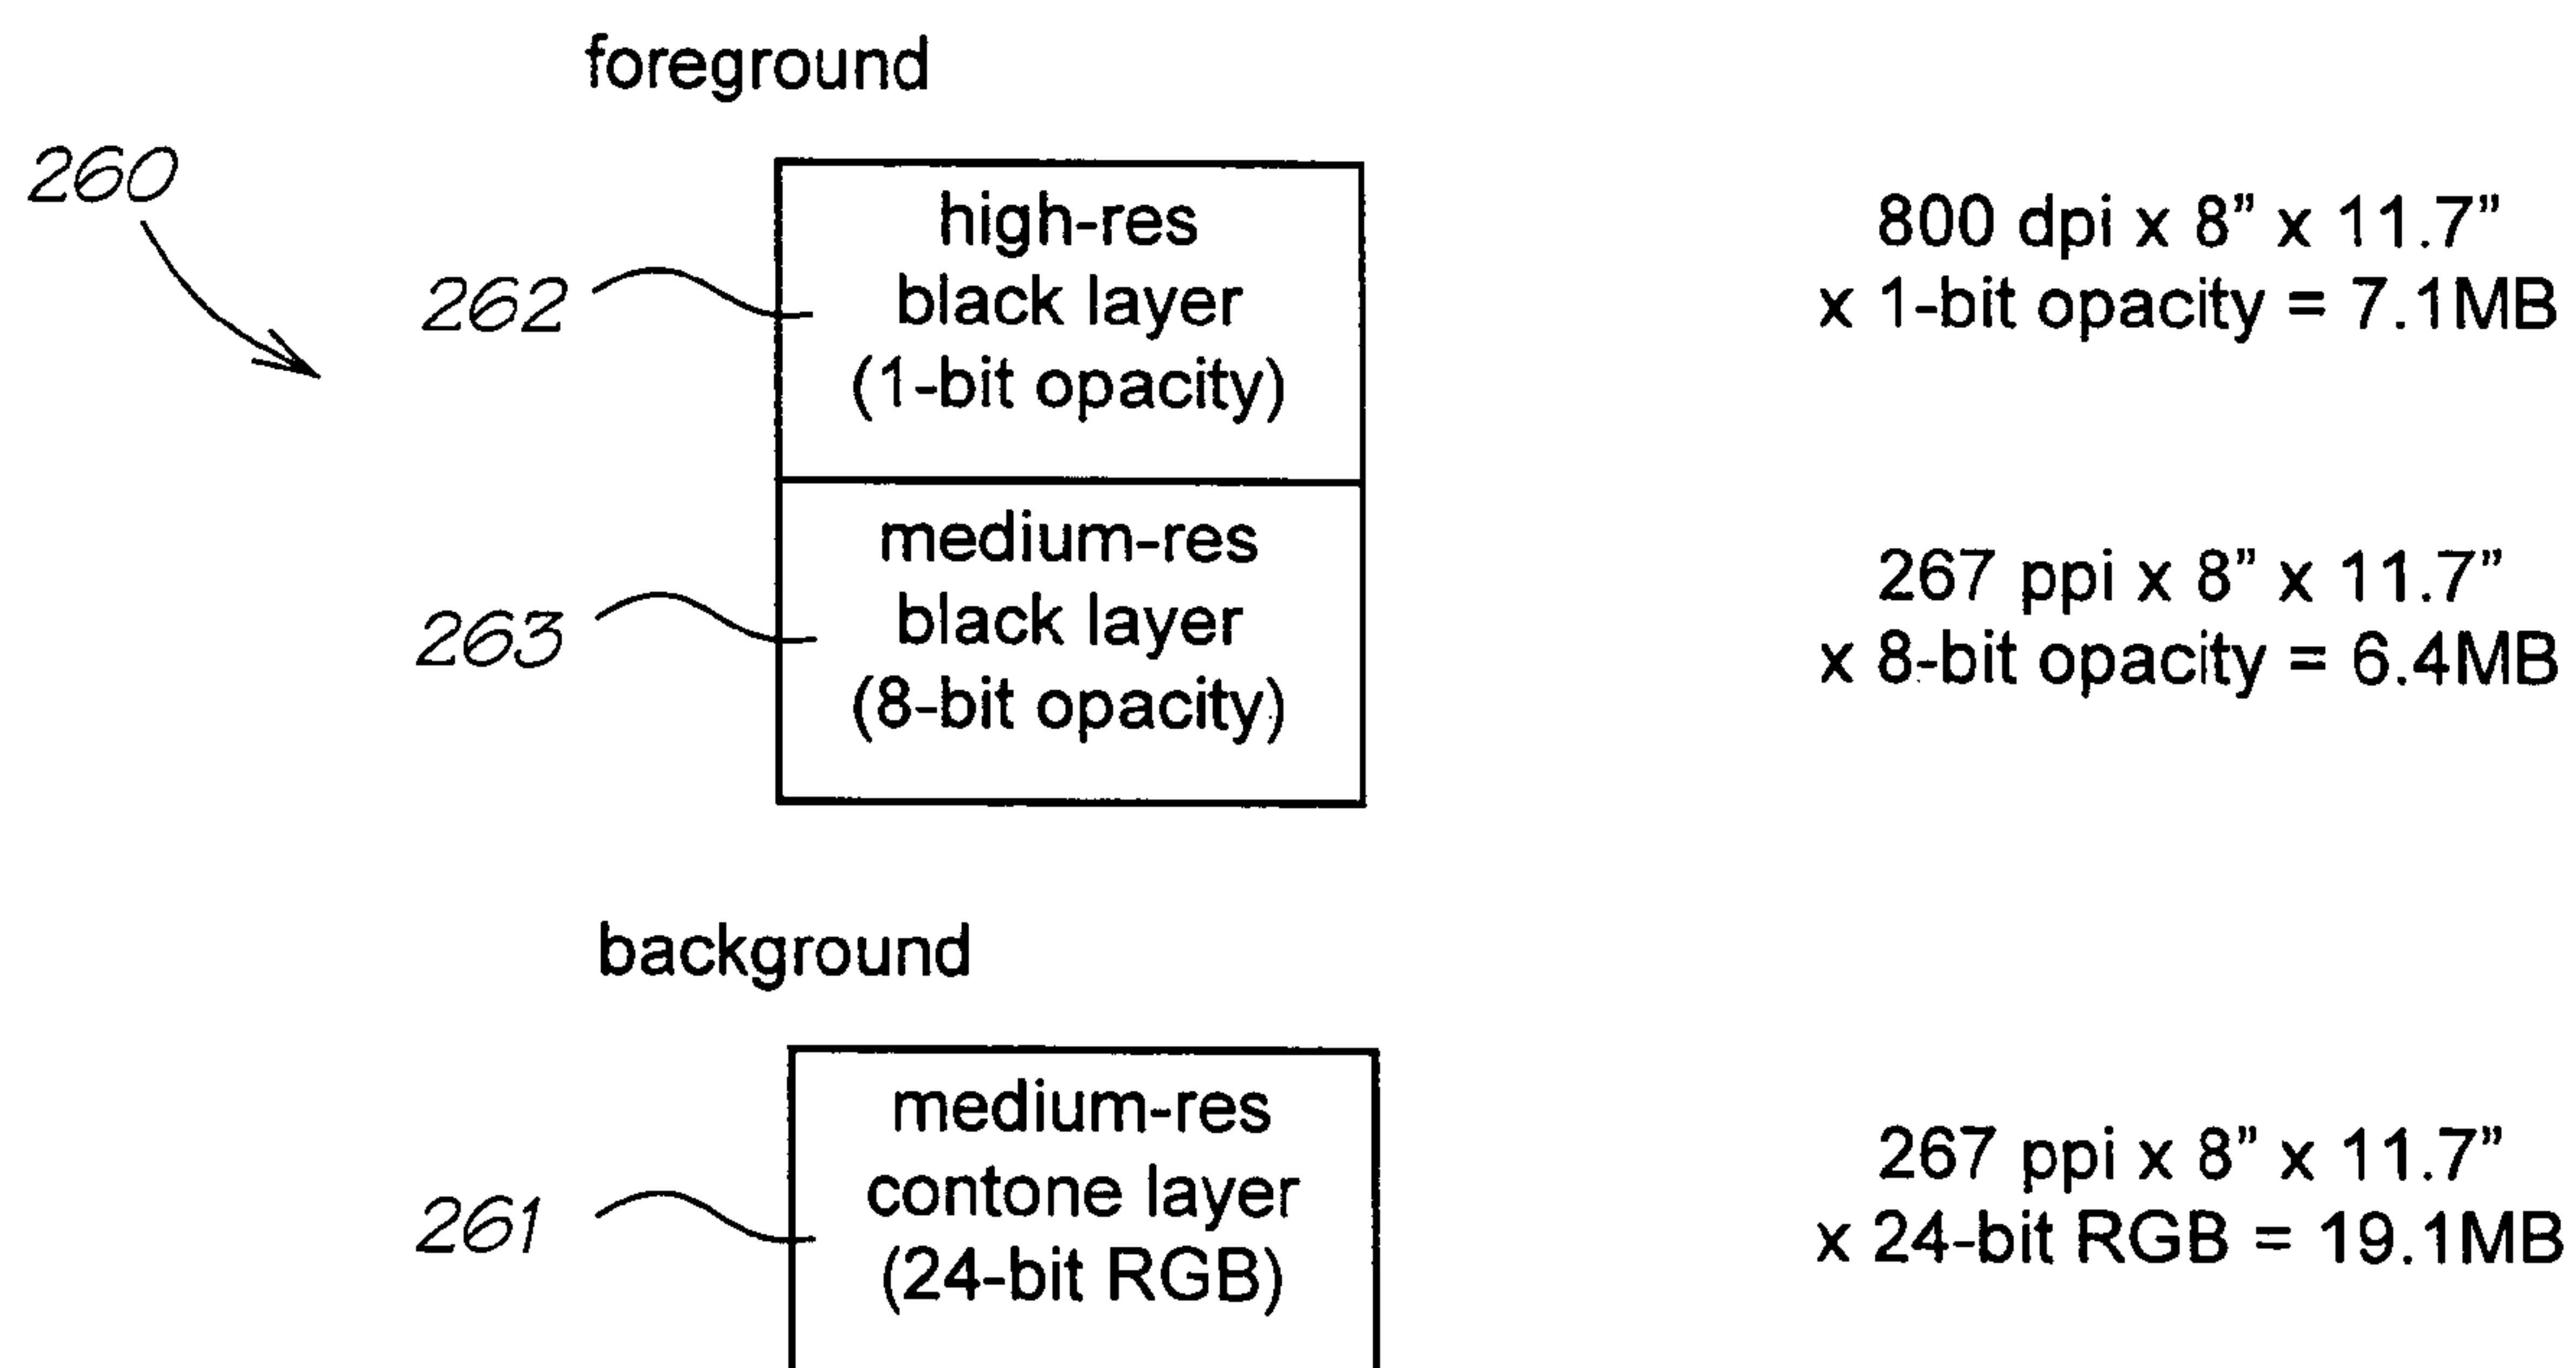 foreground
260
262
high-res
black layer
(1-bit opacity)
800 dpi x 8” x 11.7”
x 1-bit opacity = 7.1MB
263
medium-res
black layer
(8-bit opacity)
267 ppi x 8” x 11.7”
x 8-bit opacity = 6.4MB
background
261
medium-res
contone layer
(24-bit RGB)
267 ppi x 8” x 11.7”
x 24-bit RGB = 19.1MB